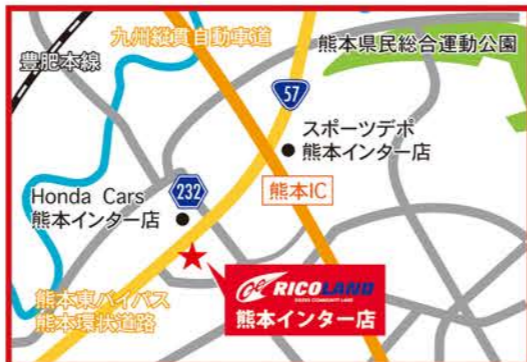 九州縦貫自動車道
熊本県民総合運動公園
豊肥本線
57
スポーツデポ
熊本インター店
熊本IC
Honda Cars
熊本インター店
232
RICOLAND
RIDERS COMMUNITY LAND
熊本インター店
熊本東バイパス
熊本環状道路